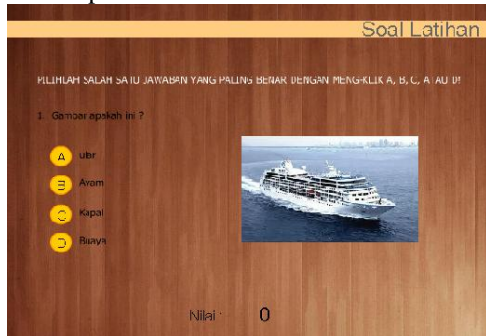 Soal Latihan
PILIHLAH SALAH SATU JAWABAN YANG PALING BENAR DENGAN MENG-KLIK A, B, C, ATAU D!
1. Gambar apakah ini ?
A
B Ayam
C Kapal
D Buaya
Nilai : 0